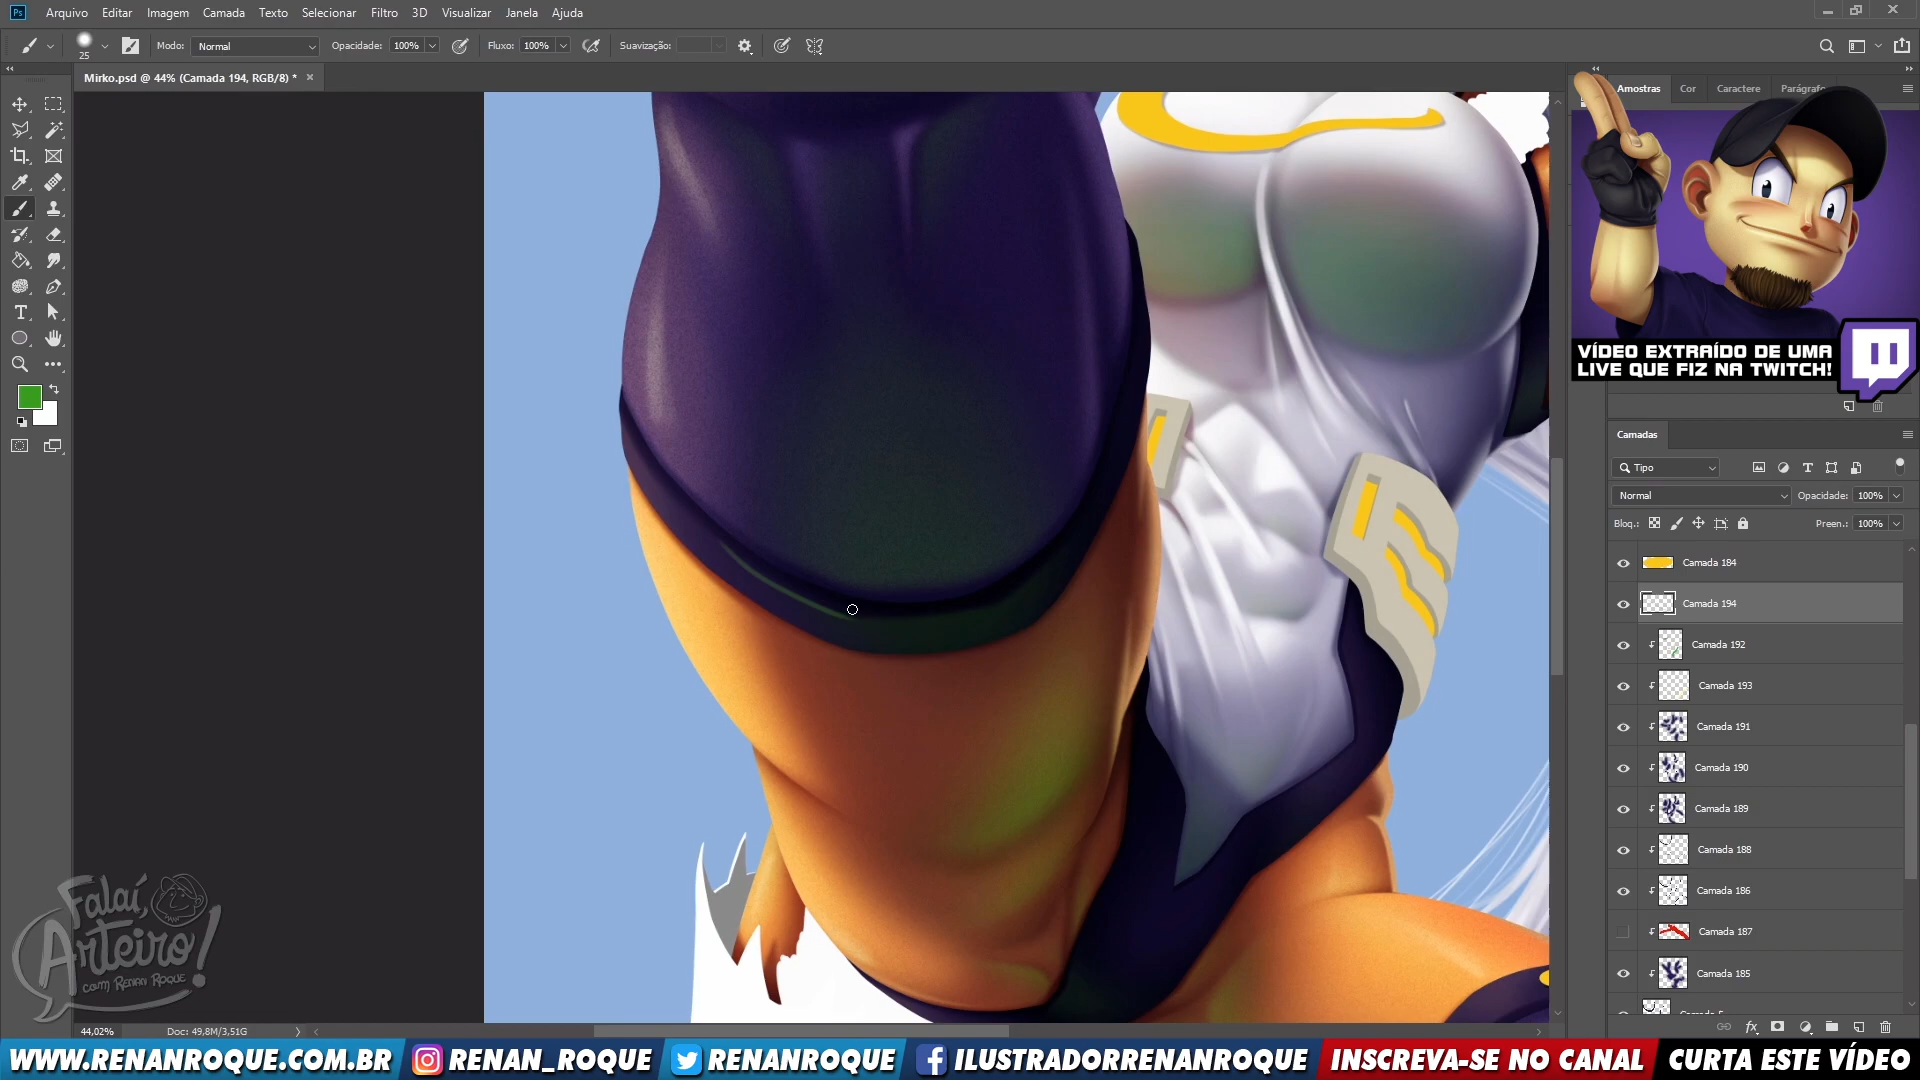 Ps Arquivo Editar Imagem Camada Texto Selecionar Filtro 3D Visualizar Janela Ajuda
25 Modo: Normal Opacidade: 100% Fluxo: 100% Suavização:
Mirko.psd @ 44% (Camada 194, RGB/8) *
Amostras Cor Caractere Parágrafo
VÍDEO EXTRAÍDO DE UMA
LIVE QUE FIZ NA TWITCH!
Camadas
Tipo
Normal Opacidade: 100%
Bloq.: Preen.: 100%
Camada 184
Camada 194
Camada 192
Camada 193
Camada 191
Camada 190
Camada 189
Camada 188
Camada 186
Camada 187
Camada 185
Falaí,
Arteiro!
COM RENAN ROQUE
44,02% Doc: 49,8M/3,51G
WWW.RENANROQUE.COM.BR RENAN_ROQUE RENANROQUE ILUSTRADORRENANROQUE INSCREVA-SE NO CANAL CURTA ESTE VÍDEO